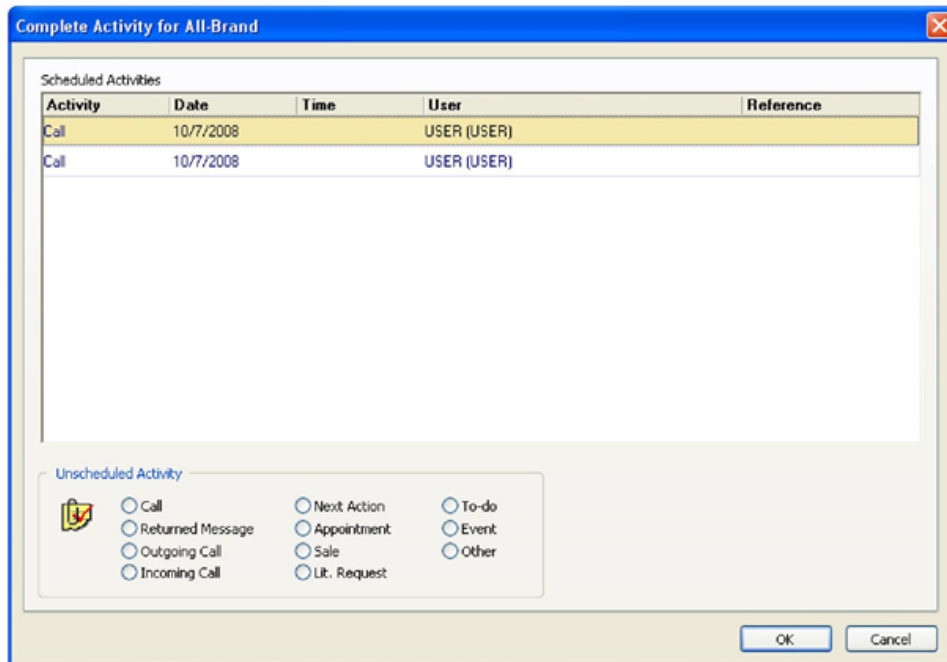 Complete Activity for All-Brand
Scheduled Activities
Activity Date Time User Reference
Call 10/7/2008 USER (USER)
Call 10/7/2008 USER (USER)
Unscheduled Activity
Call Next Action To-do
Returned Message Appointment Event
Outgoing Call Sale Other
Incoming Call Lit. Request
OK Cancel